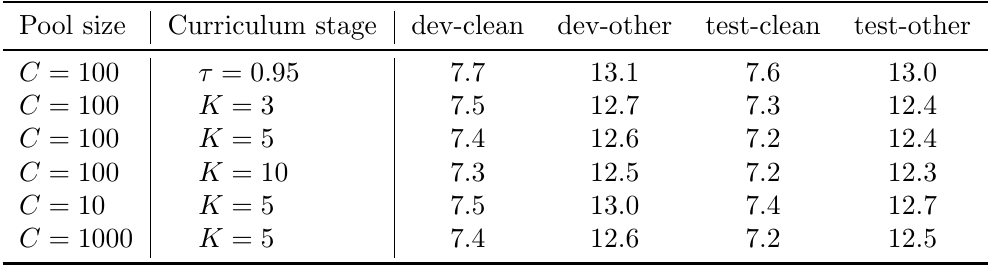 Pool size Curriculum stage dev-clean dev-other test-clean test-other
C = 100 τ = 0.95 7.7 13.1 7.6 13.0
C = 100 K = 3 7.5 12.7 7.3 12.4
C = 100 K = 5 7.4 12.6 7.2 12.4
C = 100 K = 10 7.3 12.5 7.2 12.3
C = 10 K = 5 7.5 13.0 7.4 12.7
C = 1000 K = 5 7.4 12.6 7.2 12.5